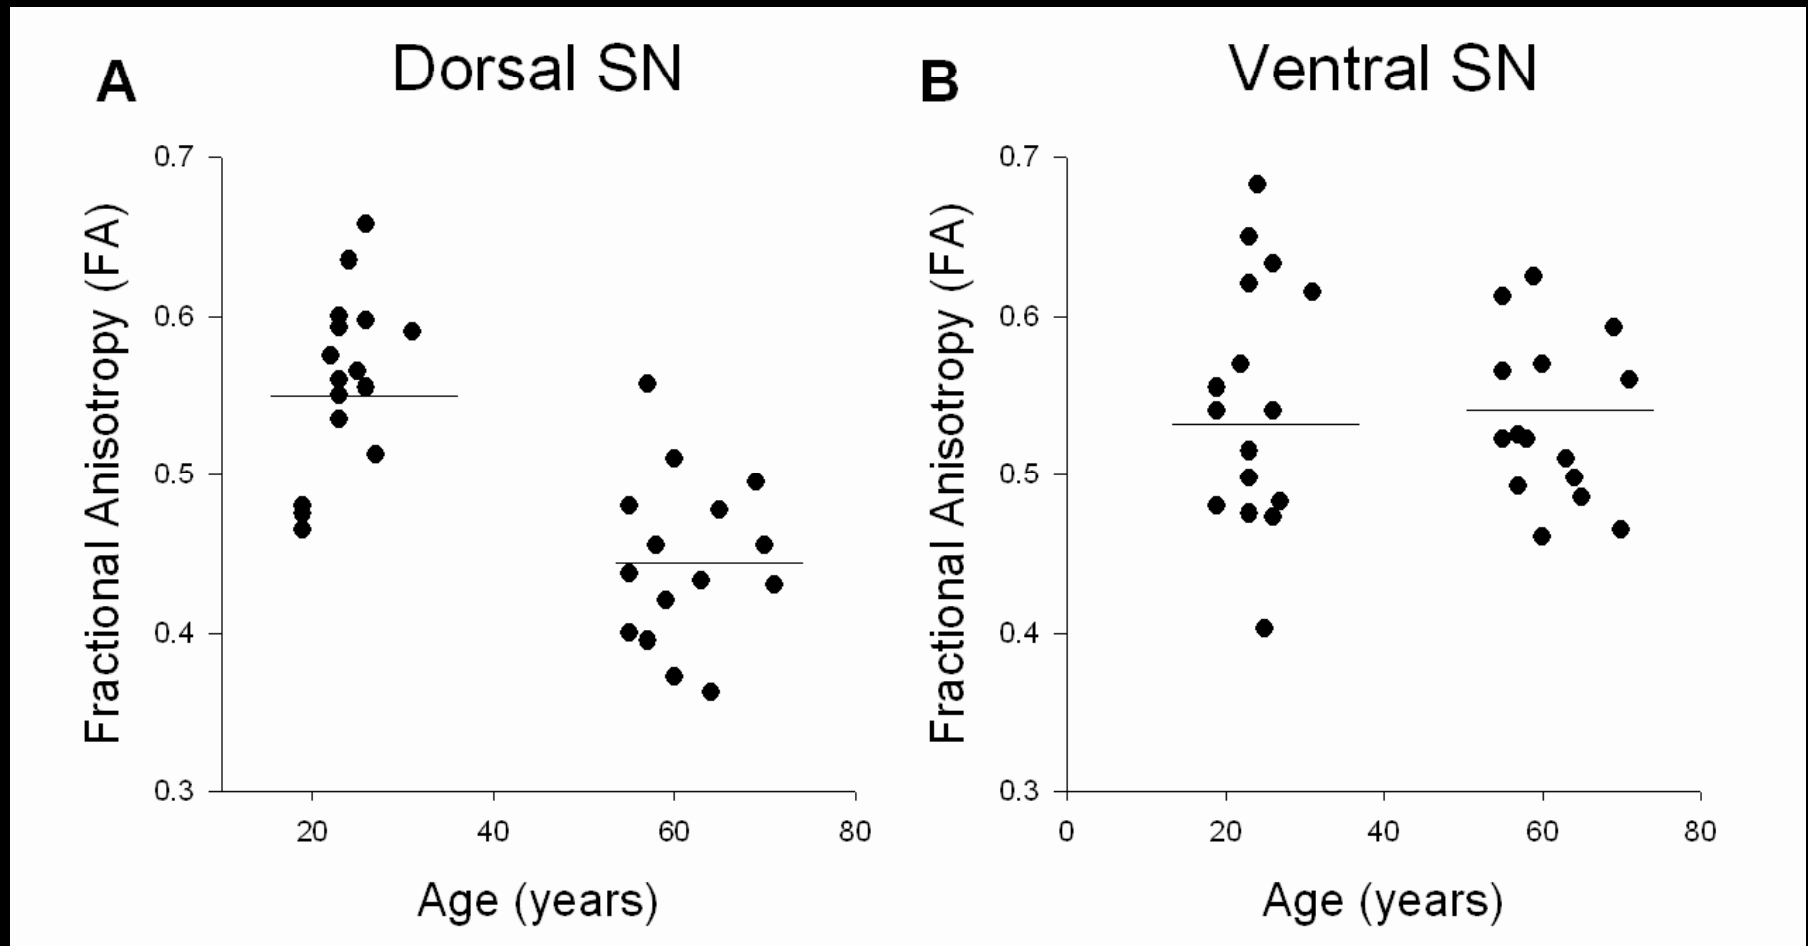 A
Dorsal SN
Fractional Anisotropy (FA)
0.7
0.6
0.5
0.4
0.3
20 40 60 80
Age (years)
B
Ventral SN
Fractional Anisotropy (FA)
0.7
0.6
0.5
0.4
0.3
0 20 40 60 80
Age (years)